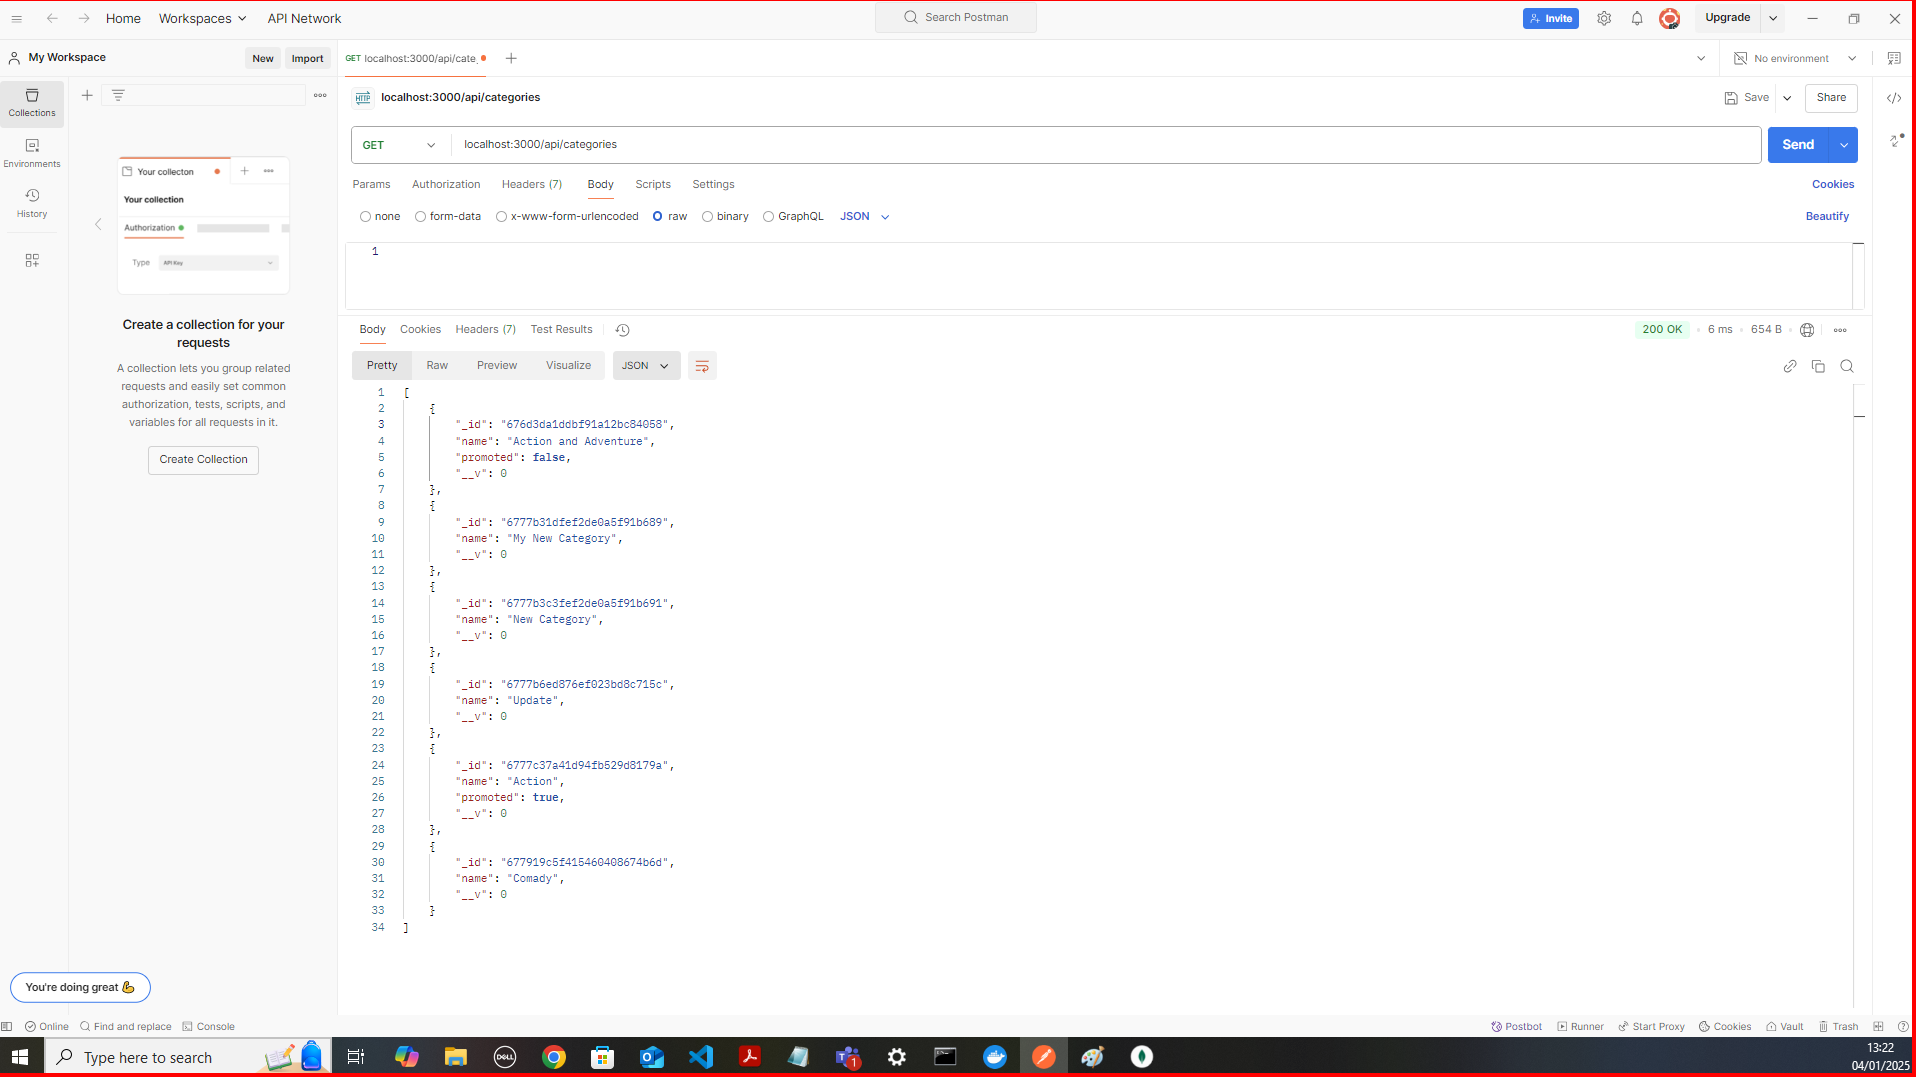 Home Workspaces API Network Search Postman Invite Upgrade
My Workspace New Import GET localhost:3000/api/cate No environment
Collections
Environments
History
Your collecton
Your collection
Authorization
Type API Key
Create a collection for your
requests
A collection lets you group related
requests and easily set common
authorization, tests, scripts, and
variables for all requests in it.
Create Collection
You're doing great
HTTP localhost:3000/api/categories Save Share
GET localhost:3000/api/categories Send
Params Authorization Headers (7) Body Scripts Settings Cookies
none form-data x-www-form-urlencoded raw binary GraphQL JSON Beautify
1
Body Cookies Headers (7) Test Results 200 OK 6 ms 654 B
Pretty Raw Preview Visualize JSON
1 [
2 {
3 "_id": "676d3da1ddbf91a12bc84058",
4 "name": "Action and Adventure",
5 "promoted": false,
6 "__v": 0
7 },
8 {
9 "_id": "6777b31dfef2de0a5f91b689",
10 "name": "My New Category",
11 "__v": 0
12 },
13 {
14 "_id": "6777b3c3fef2de0a5f91b691",
15 "name": "New Category",
16 "__v": 0
17 },
18 {
19 "_id": "6777b6ed876ef023bd8c715c",
20 "name": "Update",
21 "__v": 0
22 },
23 {
24 "_id": "6777c37a41d94fb529d8179a",
25 "name": "Action",
26 "promoted": true,
27 "__v": 0
28 },
29 {
30 "_id": "677919c5f415460408674b6d",
31 "name": "Comady",
32 "__v": 0
33 }
34 ]
Online Find and replace Console Postbot Runner Start Proxy Cookies Vault Trash
Type here to search DELL 1 13:22
04/01/2025